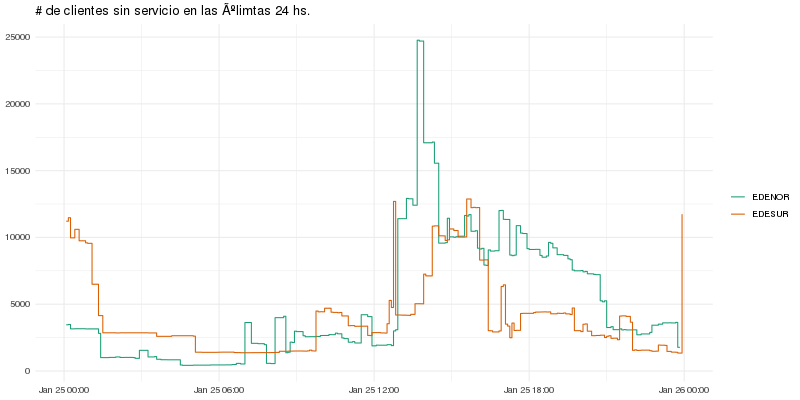 # de clientes sin servicio en las Ãºlimtas 24 hs.
25000
20000
15000
10000
5000
0
Jan 25 00:00
Jan 25 06:00
Jan 25 12:00
Jan 25 18:00
Jan 26 00:00
EDENOR
EDESUR